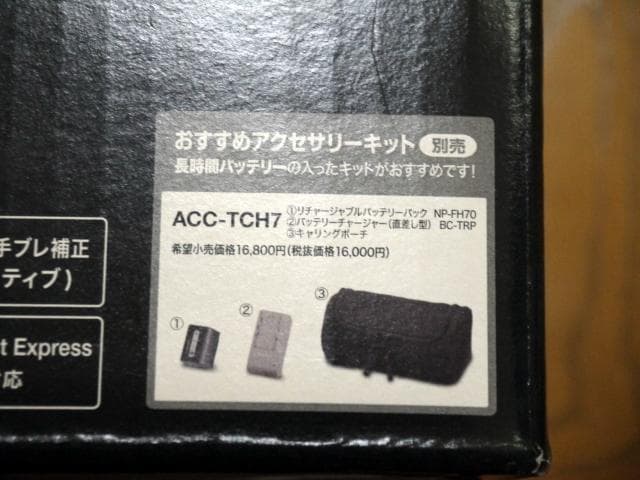 おすすめアクセサリーキット 別売
長時間バッテリーの入ったキットがおすすめです!
ACC-TCH7 ①リチャージャブルバッテリーパック NP-FH70
②バッテリーチャージャー(直差し型) BC-TRP
③キャリングポーチ
希望小売価格16,800円(税抜価格16,000円)
① ② ③
手ブレ補正
ティブ)
t Express
応